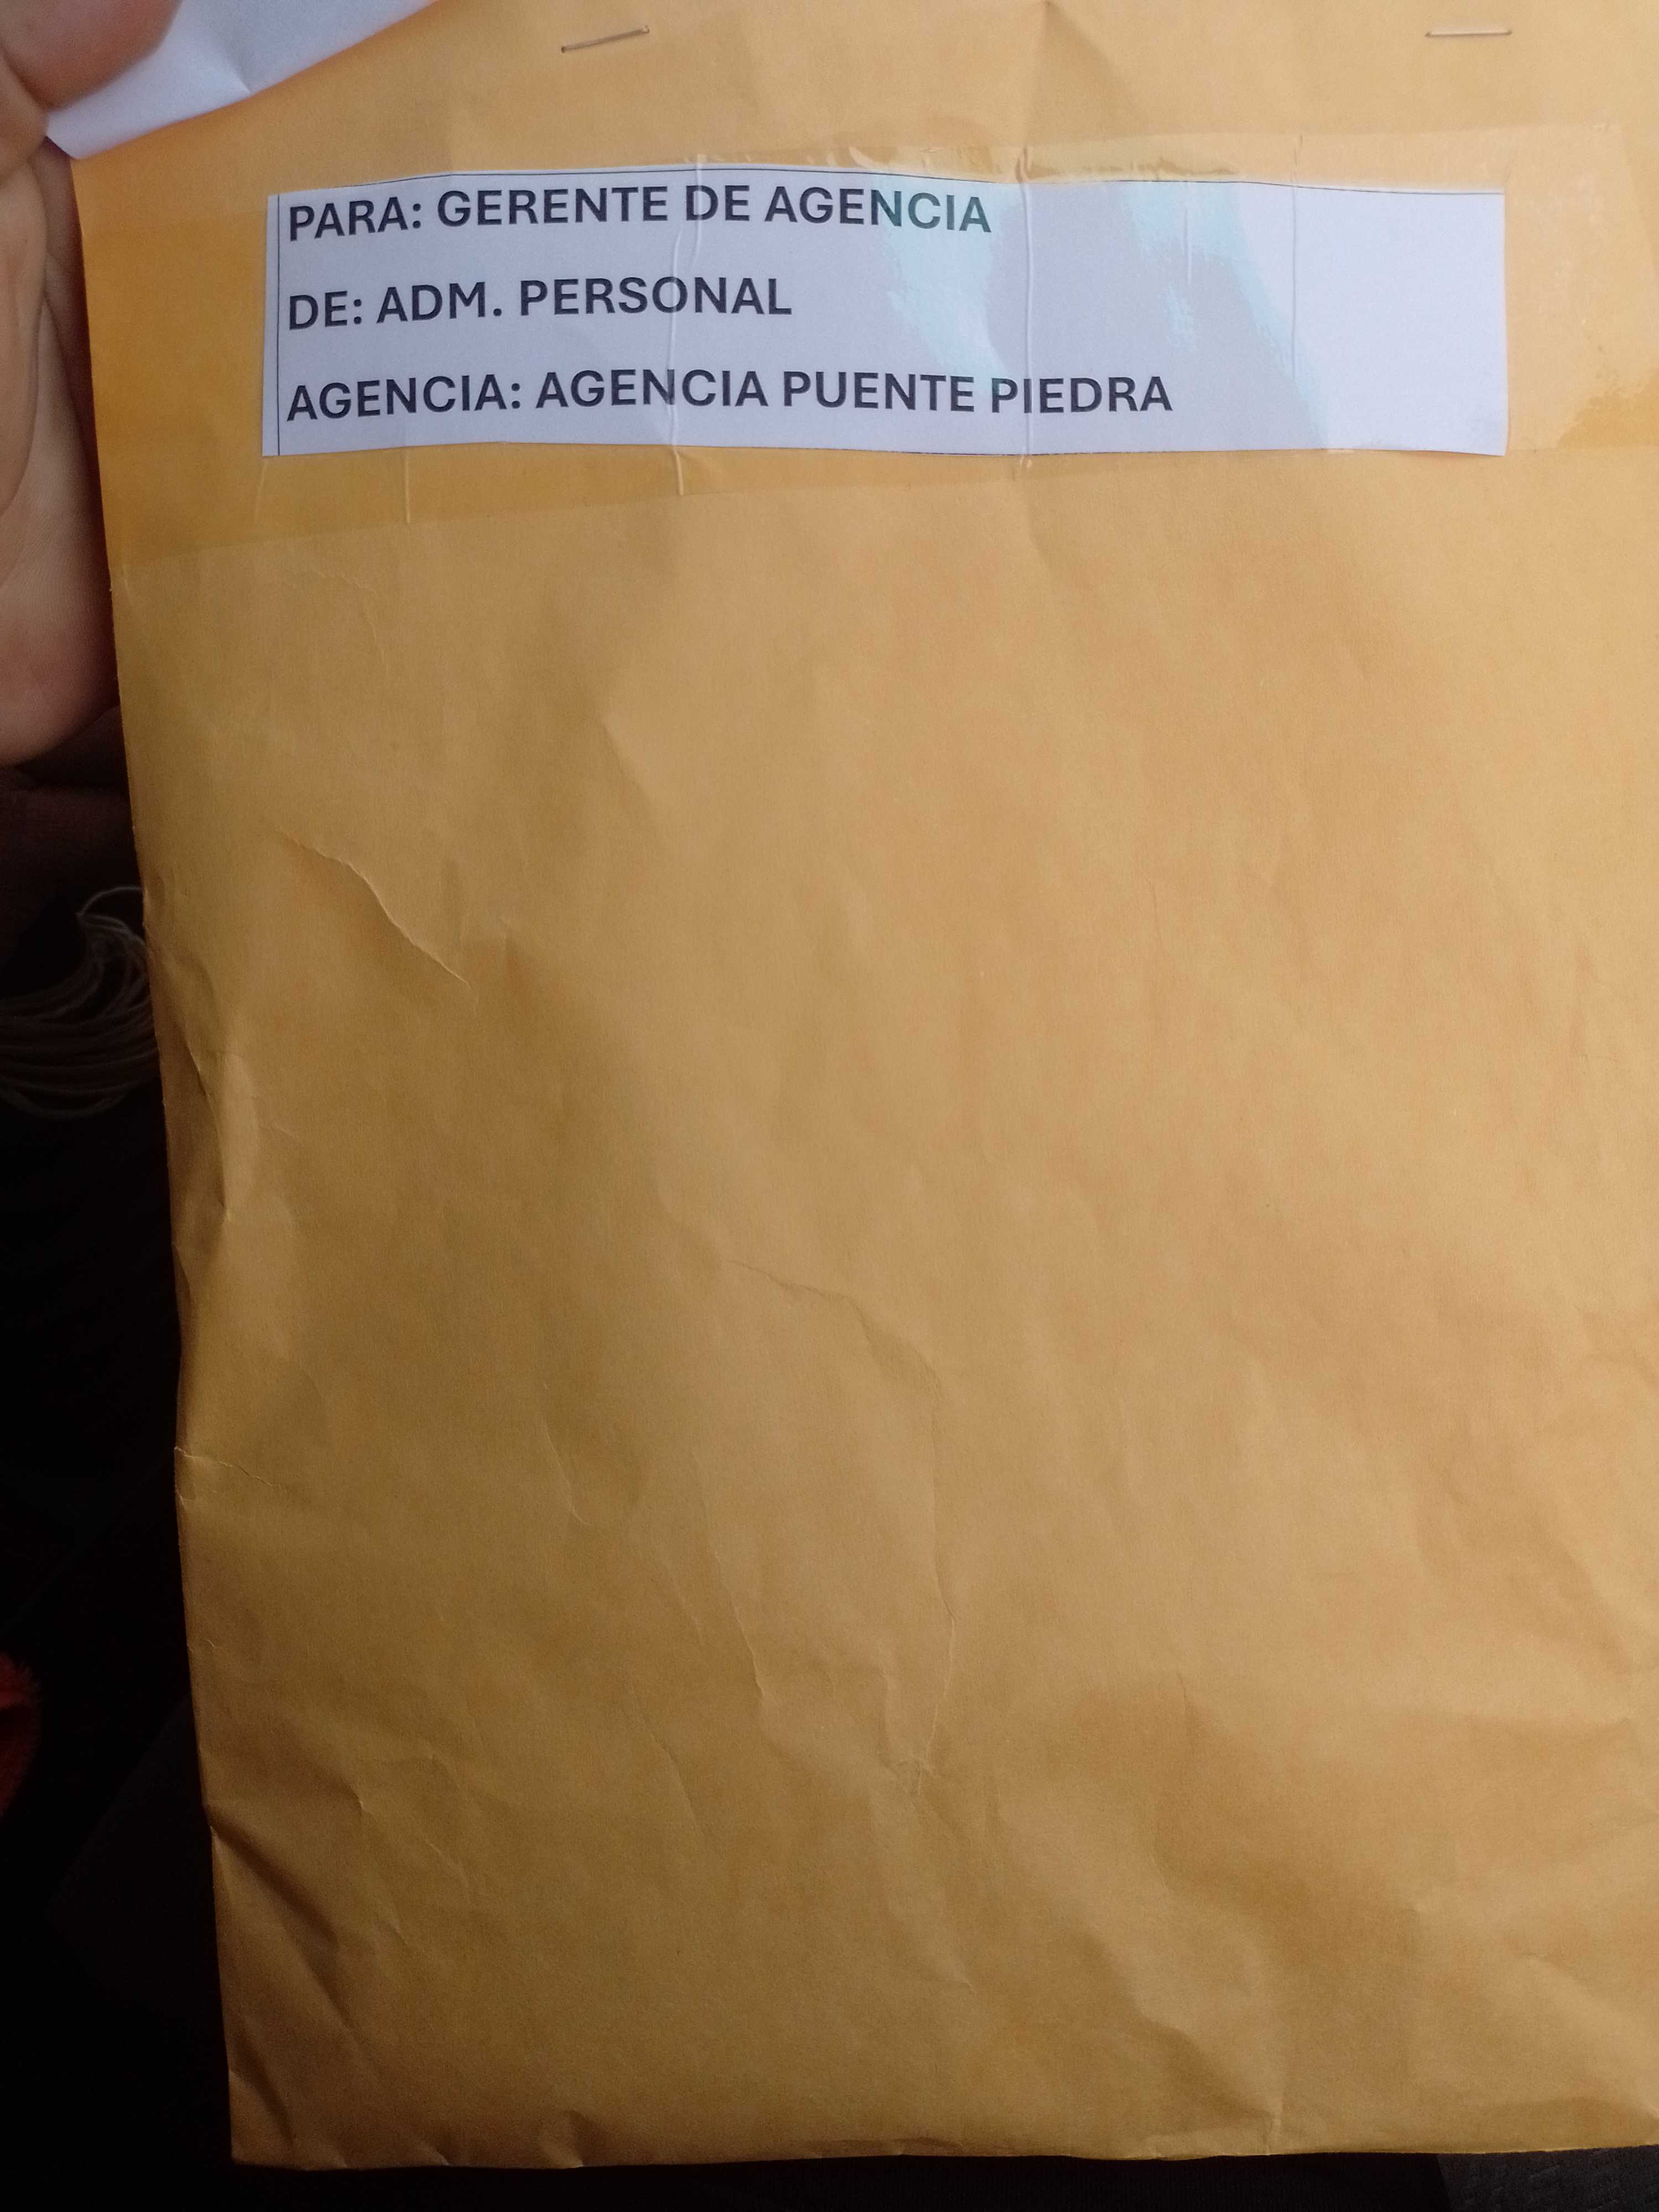 PARA: GERENTE DE AGENCIA
DE: ADM. PERSONAL
AGENCIA: AGENCIA PUENTE PIEDRA